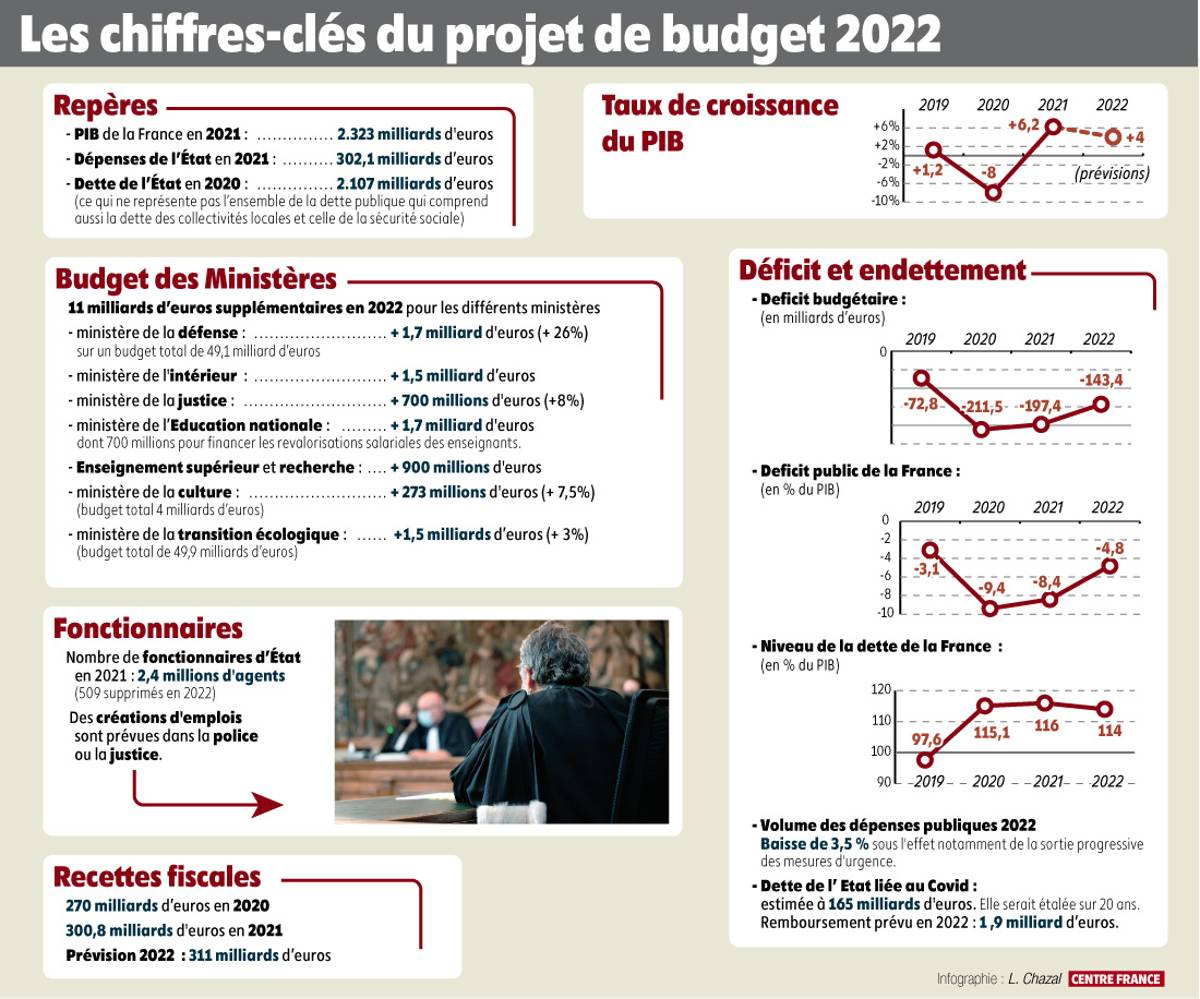 Les chiffres-clés du projet de budget 2022
Repères
- PIB de la France en 2021 : .............. 2.323 milliards d'euros
- Dépenses de l'État en 2021 : ......... 302,1 milliards d'euros
- Dette de l'État en 2020 : .............. 2.107 milliards d'euros
(ce qui ne représente pas l'ensemble de la dette publique qui comprend
aussi la dette des collectivités locales et celle de la sécurité sociale)
Taux de croissance
du PIB
2019 2020 2021 2022
+6%
+2%
-2%
-6%
-10%
+1,2
-8
+6,2
+4
(prévisions)
Budget des Ministères
11 milliards d'euros supplémentaires en 2022 pour les différents ministères
- ministère de la défense : .......................... + 1,7 milliard d'euros (+ 26%)
sur un budget total de 49,1 milliard d'euros
- ministère de l'intérieur : .......................... + 1,5 milliard d'euros
- ministère de la justice : ............................ + 700 millions d'euros (+8%)
- ministère de l'Education nationale : ......... + 1,7 milliard d'euros
dont 700 millions pour financer les revalorisations salariales des enseignants.
- Enseignement supérieur et recherche : .... + 900 millions d'euros
- ministère de la culture : ........................... + 273 millions d'euros (+ 7,5%)
(budget total 4 milliards d'euros)
- ministère de la transition écologique : ...... +1,5 milliards d'euros (+ 3%)
(budget total de 49,9 milliards d'euros)
Fonctionnaires
Nombre de fonctionnaires d'État
en 2021 : 2,4 millions d'agents
(509 supprimés en 2022)
Des créations d'emplois
sont prévues dans la police
ou la justice.
Recettes fiscales
270 milliards d'euros en 2020
300,8 milliards d'euros en 2021
Prévision 2022 : 311 milliards d'euros
Déficit et endettement
- Deficit budgétaire :
(en milliards d'euros)
2019 2020 2021 2022
0
-72,8
-211,5
-197,4
-143,4
- Deficit public de la France :
(en % du PIB)
2019 2020 2021 2022
0
-2
-4
-6
-8
-10
-3,1
-9,4
-8,4
-4,8
- Niveau de la dette de la France :
(en % du PIB)
120
110
100
90
97,6
115,1
116
114
2019 2020 2021 2022
- Volume des dépenses publiques 2022
Baisse de 3,5 % sous l'effet notamment de la sortie progressive
des mesures d'urgence.
- Dette de l' Etat liée au Covid :
estimée à 165 milliards d'euros. Elle serait étalée sur 20 ans.
Remboursement prévu en 2022 : 1,9 milliard d'euros.
Infographie : L. Chazal CENTRE FRANCE